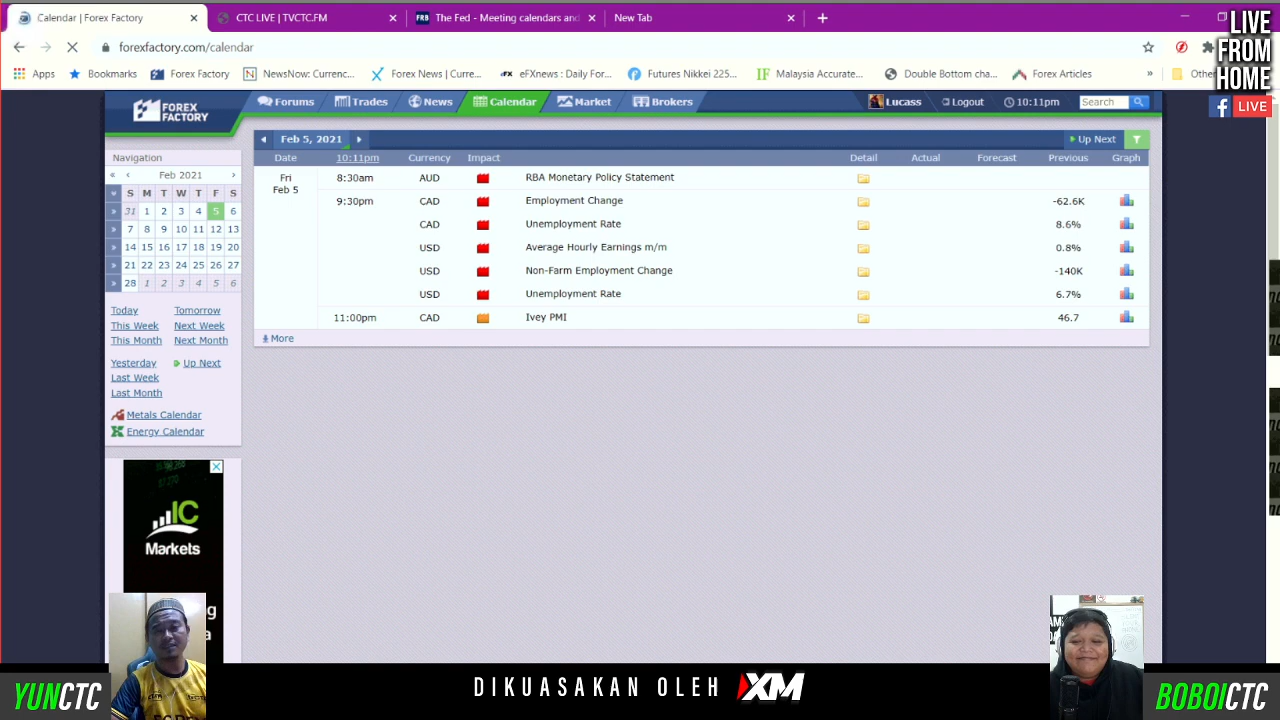 Calendar | Forex Factory
CTC LIVE | TVCTC.FM
FRB The Fed - Meeting calendars and
New Tab
LIVE
FROM
HOME
LIVE
forexfactory.com/calendar
Apps
Bookmarks
Forex Factory
NewsNow: Currenc...
Forex News | Curre...
eFXnews : Daily For...
Futures Nikkei 225...
Malaysia Accurate...
Double Bottom cha...
Forex Articles
»
FOREX
FACTORY
Forums
Trades
News
Calendar
Market
Brokers
Lucass
Logout
10:11pm
Search
Navigation
« ‹ Feb 2021 ›
S M T W T F S
» 31 1 2 3 4 5 6
» 7 8 9 10 11 12 13
» 14 15 16 17 18 19 20
» 21 22 23 24 25 26 27
» 28 1 2 3 4 5 6
Today Tomorrow
This Week Next Week
This Month Next Month
Yesterday Up Next
Last Week
Last Month
Metals Calendar
Energy Calendar
IC
Markets
Feb 5, 2021
Up Next
Date 10:11pm Currency Impact Detail Actual Forecast Previous Graph
Fri
Feb 5
8:30am AUD RBA Monetary Policy Statement
9:30pm CAD Employment Change -62.6K
CAD Unemployment Rate 8.6%
USD Average Hourly Earnings m/m 0.8%
USD Non-Farm Employment Change -140K
USD Unemployment Rate 6.7%
11:00pm CAD Ivey PMI 46.7
More
YUNCTC
DIKUASAKAN OLEH XM
BOBOICTC